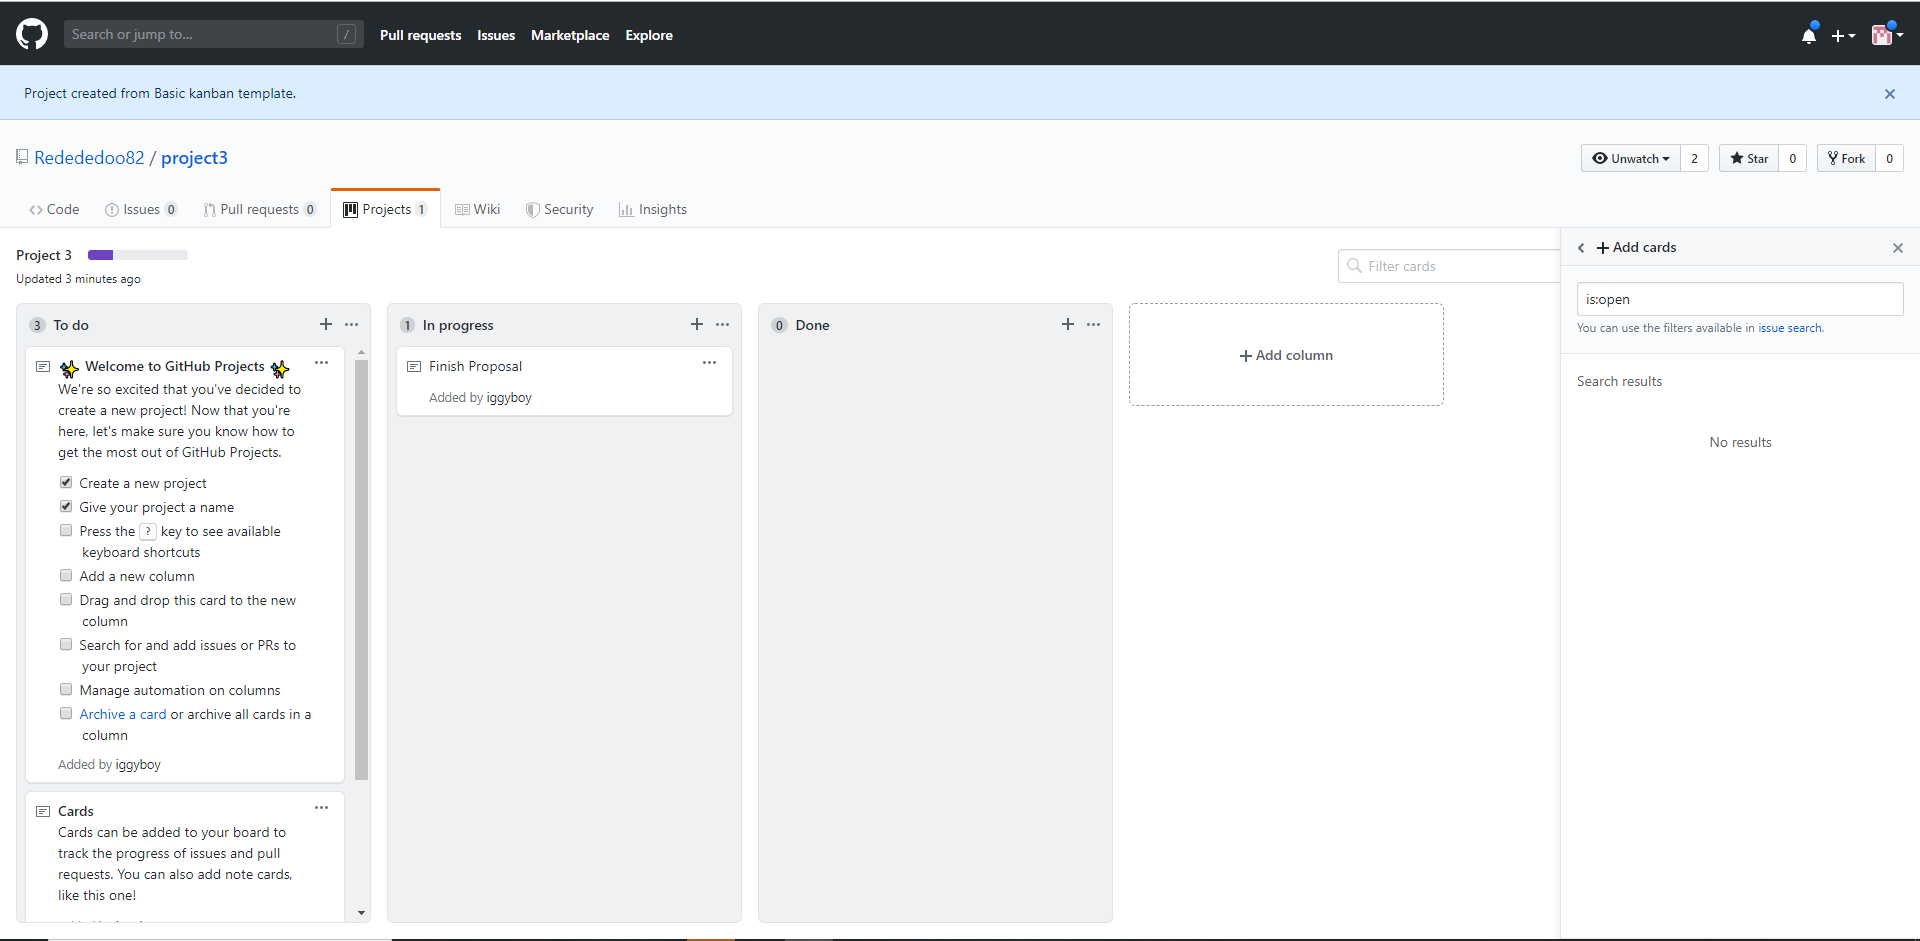 Search or jump to... /
Pull requests Issues Marketplace Explore
Project created from Basic kanban template.
Redededoo82 / project3
Unwatch 2 Star 0 Fork 0
Code Issues 0 Pull requests 0 Projects 1 Wiki Security Insights
Project 3
Updated 3 minutes ago
Filter cards
3 To do
Welcome to GitHub Projects
We're so excited that you've decided to
create a new project! Now that you're
here, let's make sure you know how to
get the most out of GitHub Projects.
Create a new project
Give your project a name
Press the ? key to see available
keyboard shortcuts
Add a new column
Drag and drop this card to the new
column
Search for and add issues or PRs to
your project
Manage automation on columns
Archive a card or archive all cards in a
column
Added by iggyboy
Cards
Cards can be added to your board to
track the progress of issues and pull
requests. You can also add note cards,
like this one!
1 In progress
Finish Proposal
Added by iggyboy
0 Done
+ Add column
+ Add cards
is:open
You can use the filters available in issue search.
Search results
No results